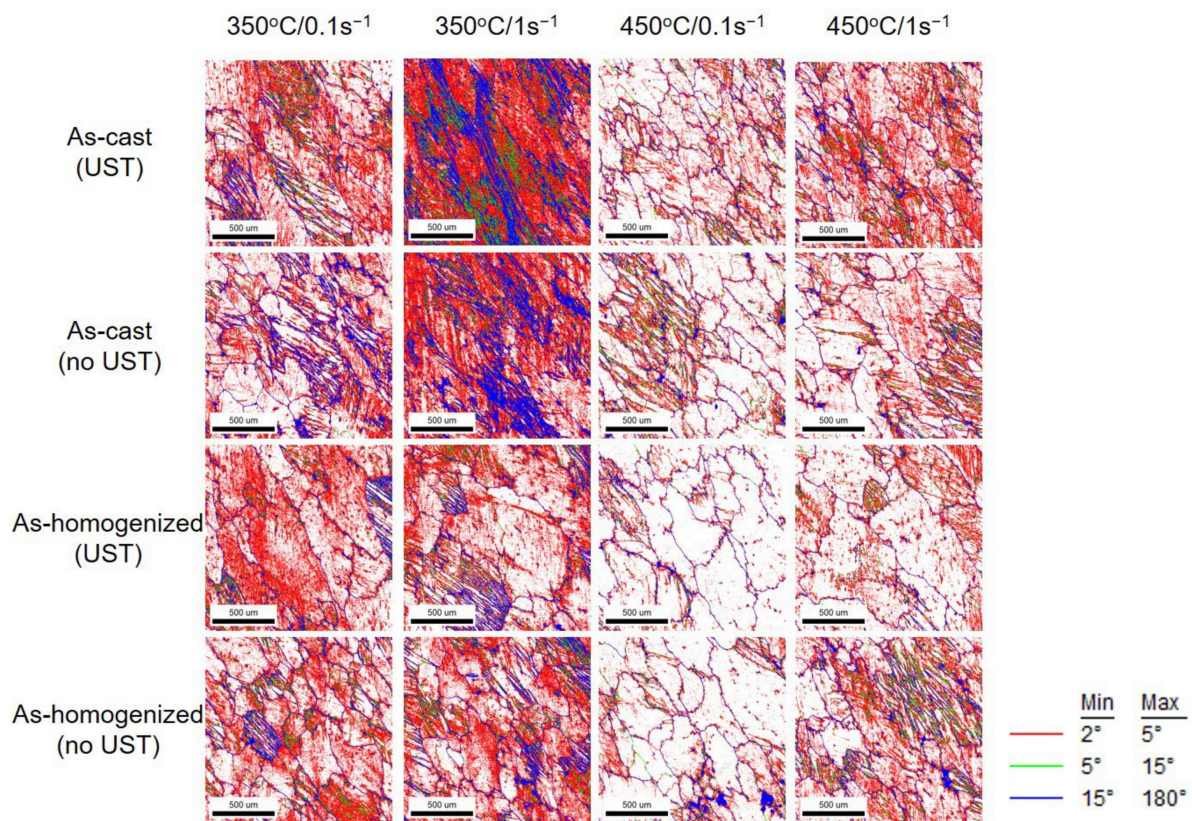 350°C/0.1s⁻¹ 350°C/1s⁻¹ 450°C/0.1s⁻¹ 450°C/1s⁻¹
As-cast
(UST)
500 um 500 um 500 um 500 um
As-cast
(no UST)
500 um 500 um 500 um 500 um
As-homogenized
(UST)
500 um 500 um 500 um 500 um
As-homogenized
(no UST)
500 um 500 um 500 um 500 um
Min Max
2° 5°
5° 15°
15° 180°